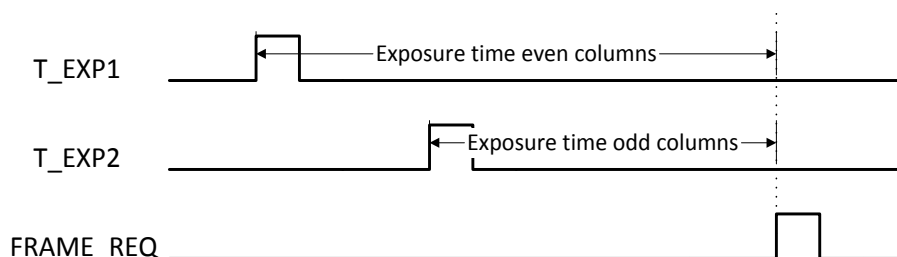 T_EXP1
Exposure time even columns
T_EXP2
Exposure time odd columns
FRAME_REQ